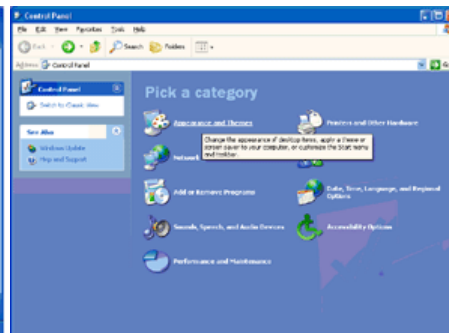 Control Panel
File Edit View Favorites Tools Help
Back Search Folders
Address Control Panel Go
Control Panel
Switch to Classic View
See Also
Windows Update
Help and Support
Pick a category
Appearance and Themes
Printers and Other Hardware
Change the appearance of desktop items, apply a theme or
screen saver to your computer, or customize the Start menu
and taskbar.
Network
Add or Remove Programs
Date, Time, Language, and Regional
Options
Sounds, Speech, and Audio Devices
Accessibility Options
Performance and Maintenance